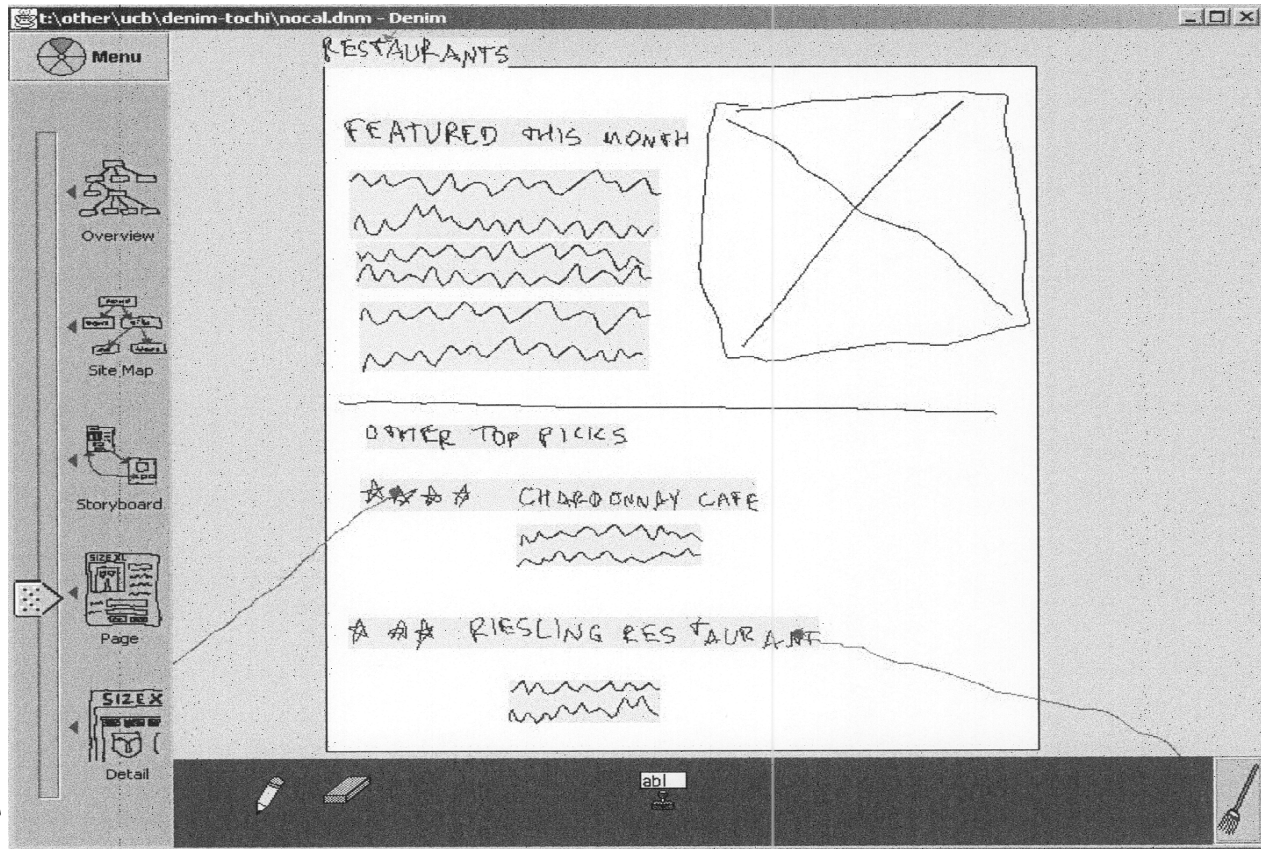 t:\other\ucb\denim-tochi\nocal.dnm - Denim
Menu
RESTAURANTS
FEATURED THIS MONTH
Overview
Site Map
OTHER TOP PICKS
CHARDONNAY CAFE
Storyboard
SIZE XL
RIESLING RESTAURANT
Page
SIZE X
Detail
abl